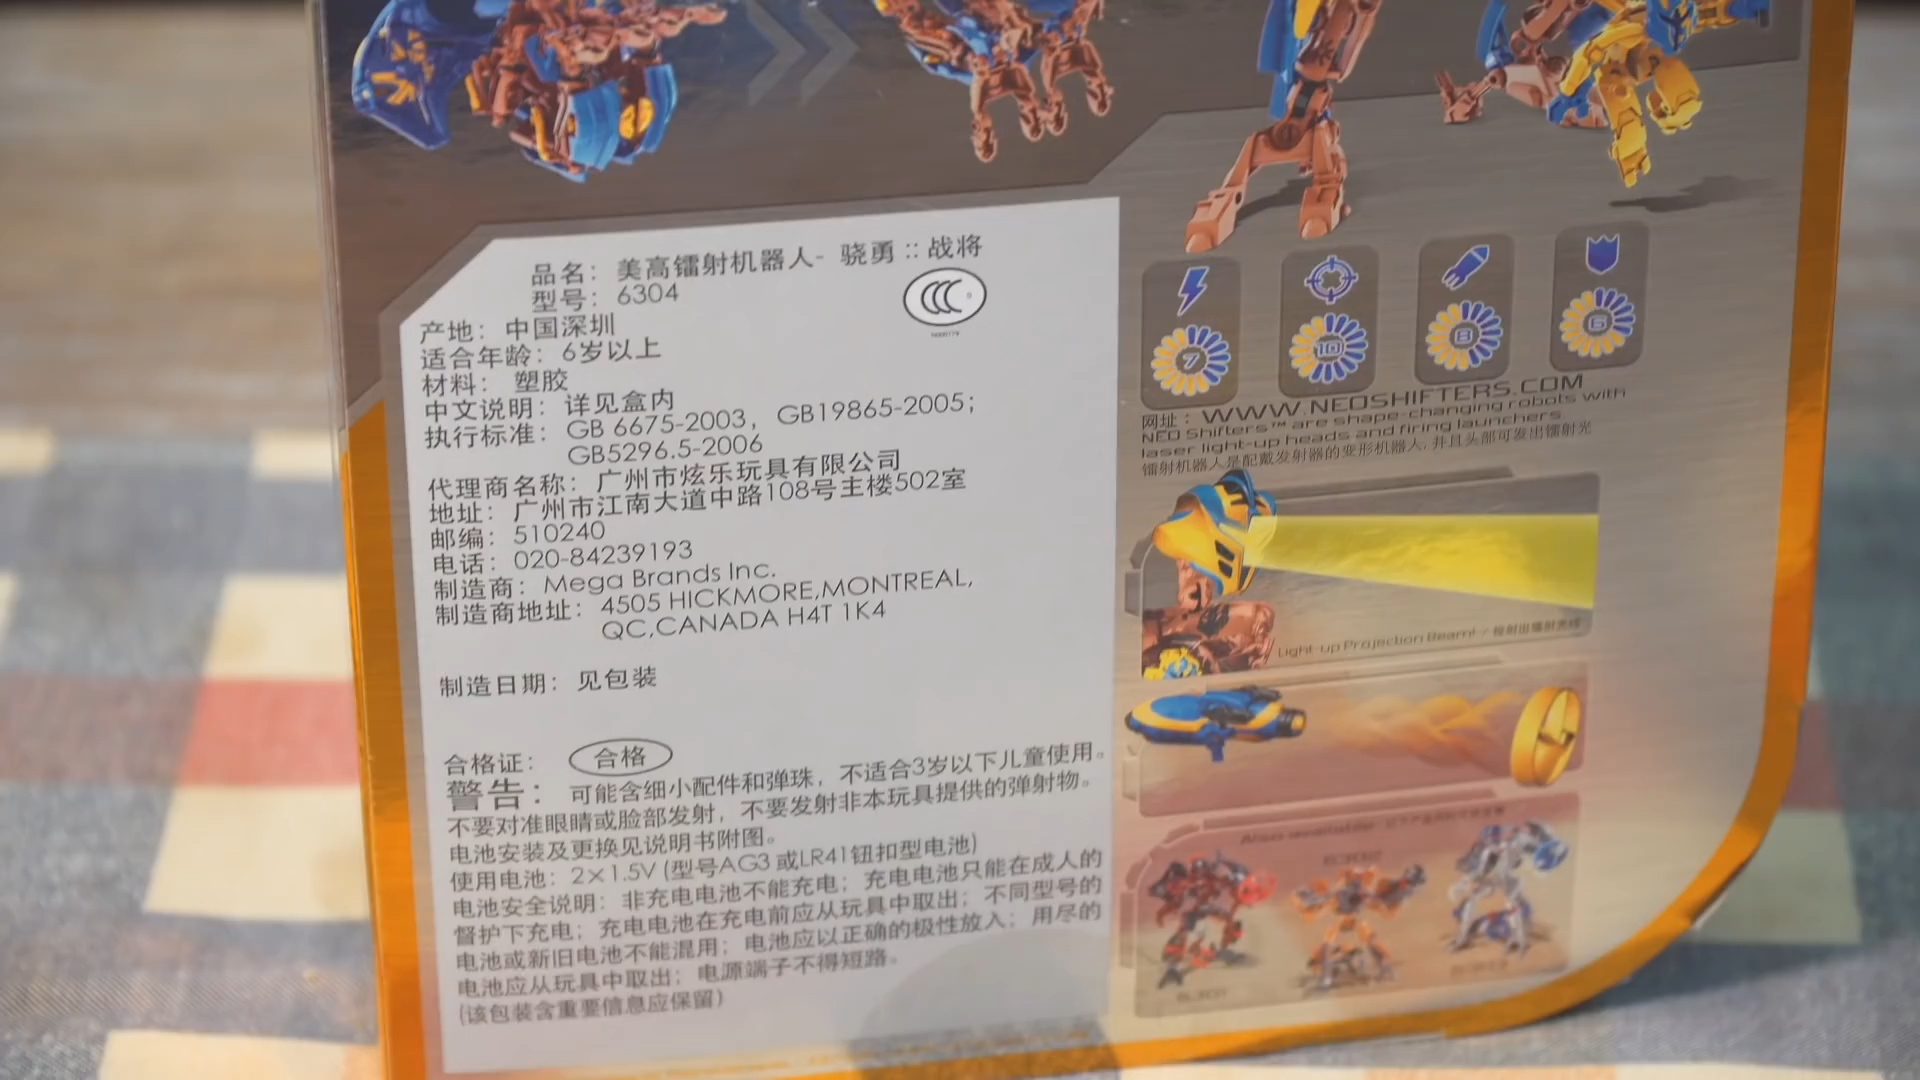 品名：美高镭射机器人- 骁勇::战将
型号：6304
产地：中国深圳
适合年龄：6岁以上
材料：塑胶
中文说明：详见盒内
执行标准：GB 6675-2003，GB19865-2005；
GB5296.5-2006
代理商名称：广州市炫乐玩具有限公司
地址：广州市江南大道中路108号主楼502室
邮编：510240
电话：020-84239193
制造商：Mega Brands Inc.
制造商地址：4505 HICKMORE,MONTREAL,
QC,CANADA H4T 1K4
制造日期：见包装
合格证：合格
警告：可能含细小配件和弹珠，不适合3岁以下儿童使用。
不要对准眼睛或脸部发射，不要发射非本玩具提供的弹射物。
电池安装及更换见说明书附图。
使用电池：2×1.5V (型号AG3 或LR41钮扣型电池)
电池安全说明：非充电电池不能充电；充电电池只能在成人的
督护下充电；充电电池在充电前应从玩具中取出；不同型号的
电池或新旧电池不能混用；电池应以正确的极性放入；用尽的
电池应从玩具中取出；电源端子不得短路。
(该包装含重要信息应保留)
7 10 8 6
网址：WWW.NEOSHIFTERS.COM
NEO Shifters™ are shape-changing robots with
laser light-up heads and firing launchers.
镭射机器人是配戴发射器的变形机器人,并且头部可发出镭射光
Light-up Projection Beam! /
Also available